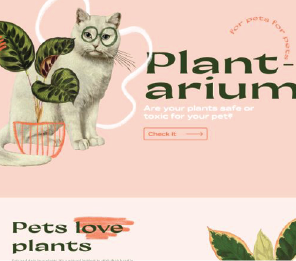 for pets for pets
Plant-
arium
Are your plants safe or
toxic for your pet?
Check it
Pets love
plants